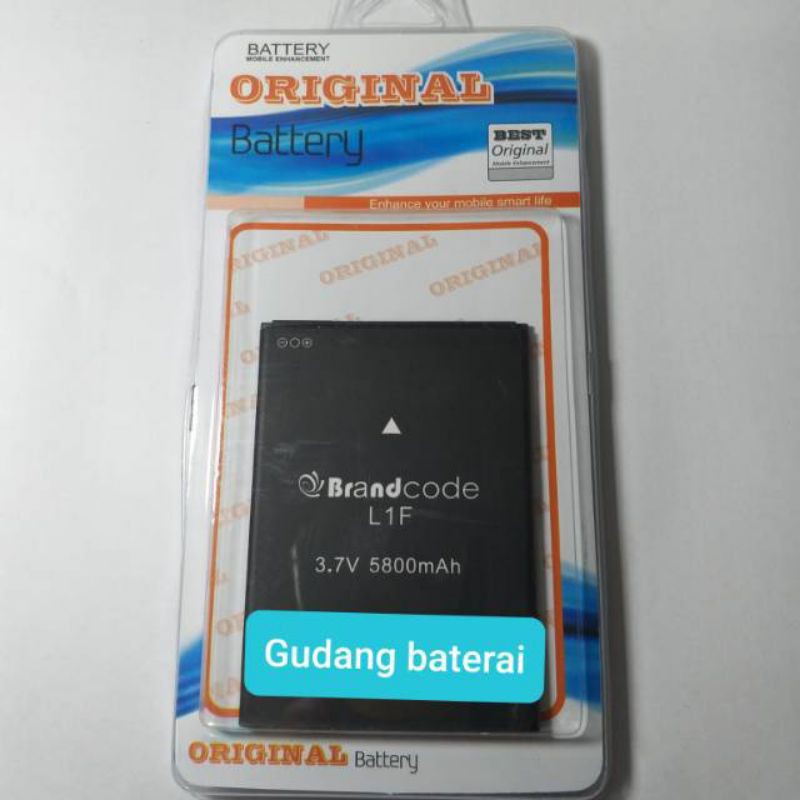 BATTERY
MOBILE ENHANCEMENT
ORIGINAL
Battery
BEST
Original
Mobile Enhancement
Enhance your mobile smart life
RIGINAL
ORIGINAL
ORIGINAL
Brandcode
L1F
3.7V 5800mAh
Gudang baterai
ORIGINAL Battery